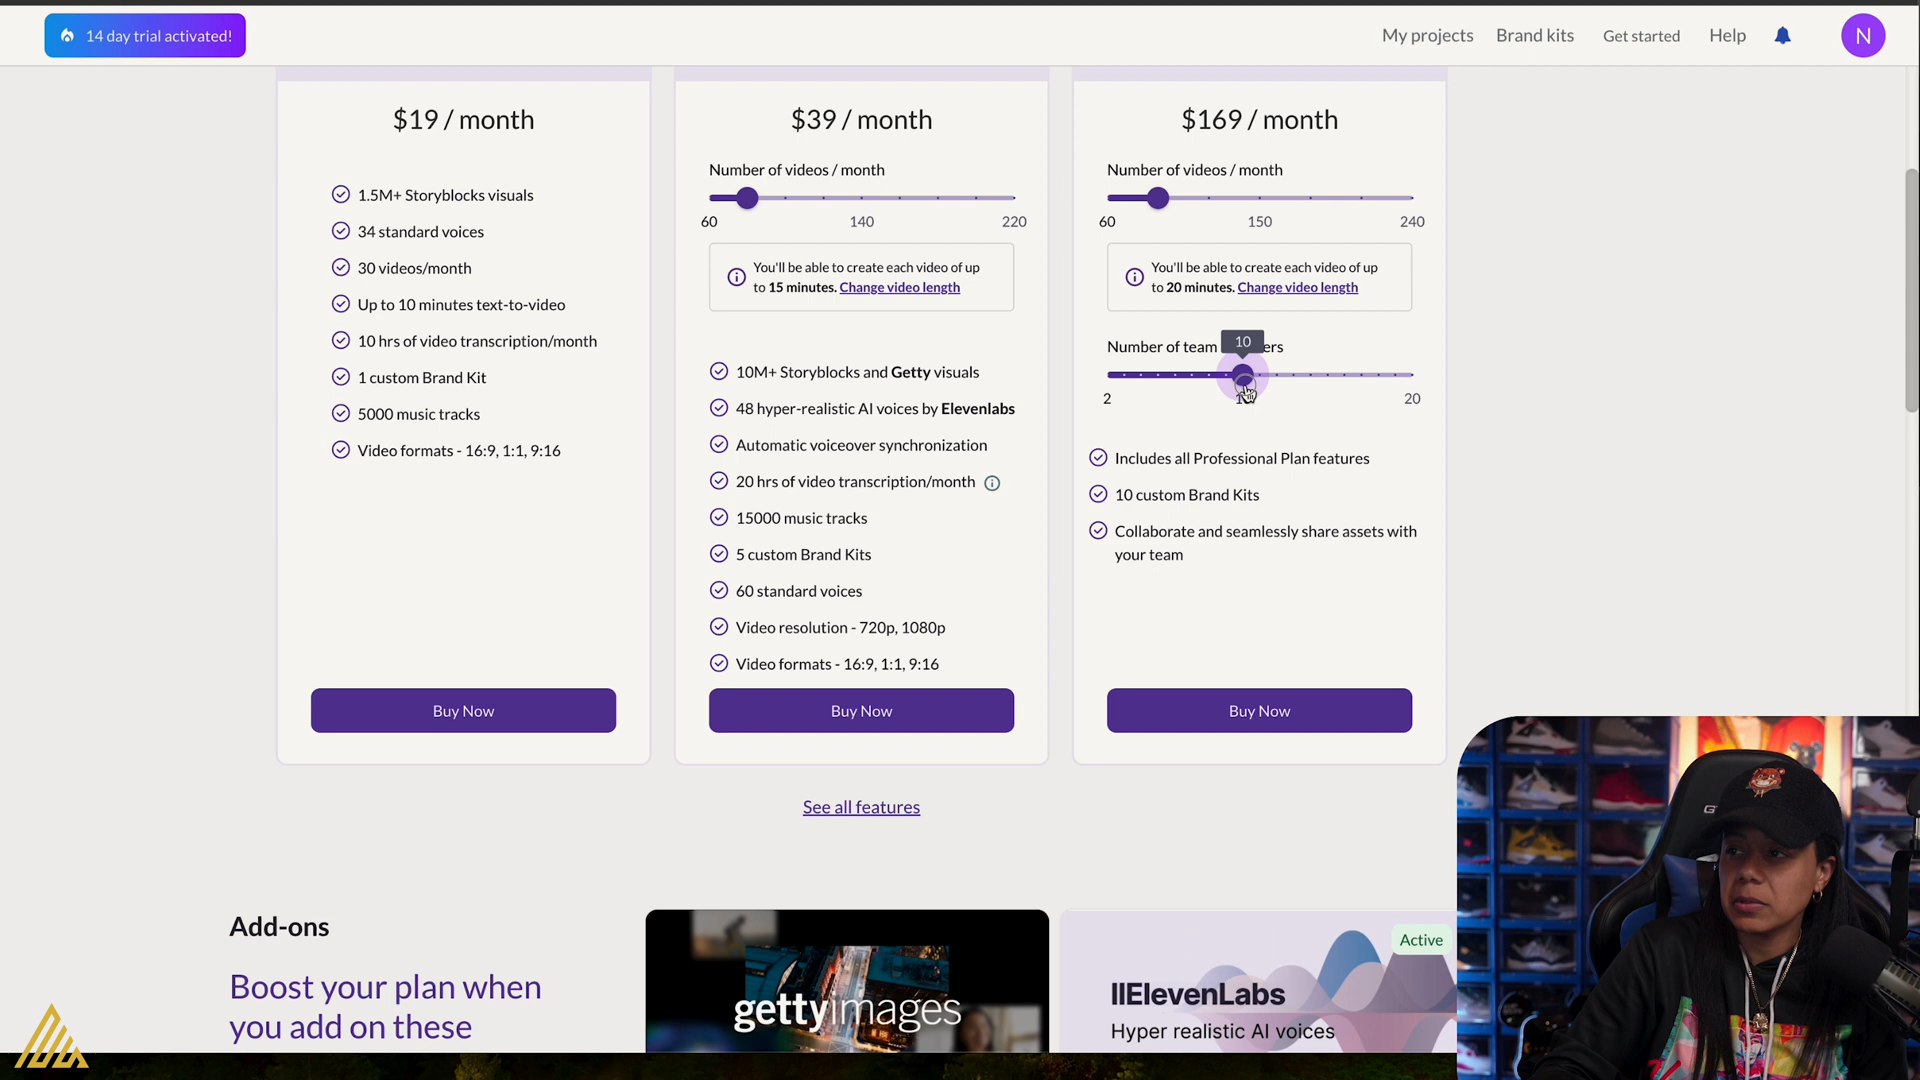 14 day trial activated!
My projects
Brand kits
Get started
Help
N
$19 / month
1.5M+ Storyblocks visuals
34 standard voices
30 videos/month
Up to 10 minutes text-to-video
10 hrs of video transcription/month
1 custom Brand Kit
5000 music tracks
Video formats - 16:9, 1:1, 9:16
Buy Now
$39 / month
Number of videos / month
60 140 220
You'll be able to create each video of up
to 15 minutes. Change video length
10M+ Storyblocks and Getty visuals
48 hyper-realistic AI voices by Elevenlabs
Automatic voiceover synchronization
20 hrs of video transcription/month
15000 music tracks
5 custom Brand Kits
60 standard voices
Video resolution - 720p, 1080p
Video formats - 16:9, 1:1, 9:16
Buy Now
$169 / month
Number of videos / month
60 150 240
You'll be able to create each video of up
to 20 minutes. Change video length
10
Number of team
2 20
Includes all Professional Plan features
10 custom Brand Kits
Collaborate and seamlessly share assets with
your team
Buy Now
See all features
Add-ons
Boost your plan when
you add on these
gettyimages
Active
IIElevenLabs
Hyper realistic AI voices